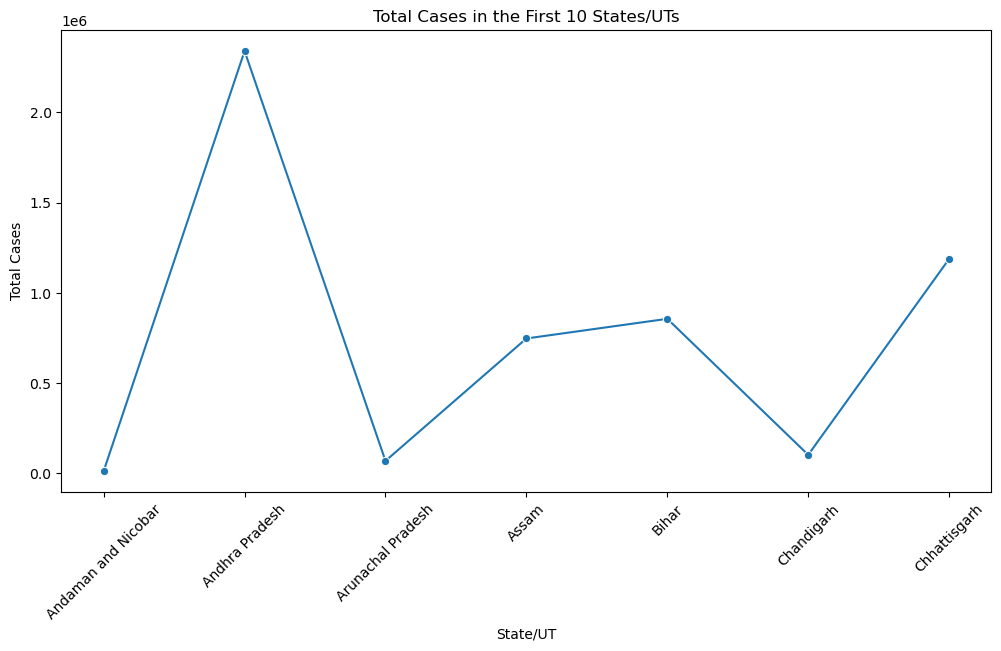 Total Cases in the First 10 States/UTs
1e6
Total Cases
2.0
1.5
1.0
0.5
0.0
Andaman and Nicobar
Andhra Pradesh
Arunachal Pradesh
Assam
Bihar
Chandigarh
Chhattisgarh
State/UT